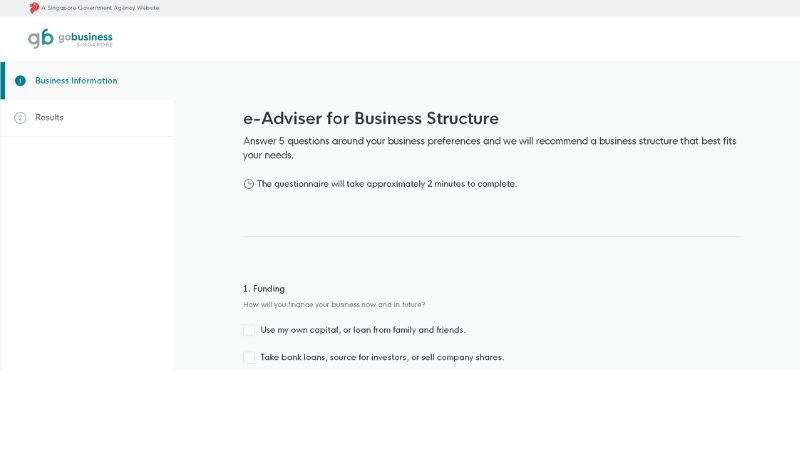 A Singapore Government Agency Website
gb gobusiness
SINGAPORE
1 Business Information
2 Results
e-Adviser for Business Structure
Answer 5 questions around your business preferences and we will recommend a business structure that best fits
your needs.
The questionnaire will take approximately 2 minutes to complete.
1. Funding
How will you finance your business now and in future?
Use my own capital, or loan from family and friends.
Take bank loans, source for investors, or sell company shares.